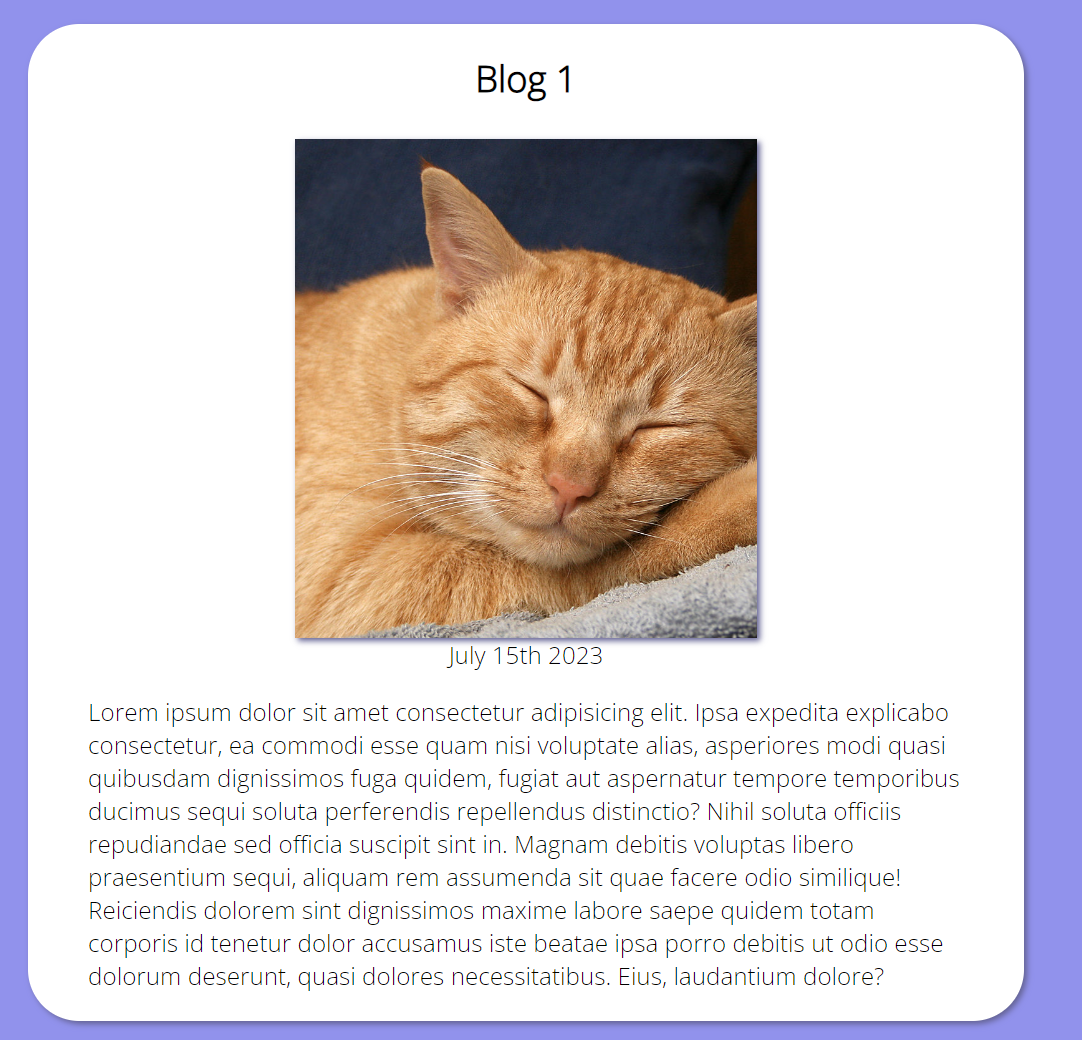 Blog 1
July 15th 2023
Lorem ipsum dolor sit amet consectetur adipisicing elit. Ipsa expedita explicabo
consectetur, ea commodi esse quam nisi voluptate alias, asperiores modi quasi
quibusdam dignissimos fuga quidem, fugiat aut aspernatur tempore temporibus
ducimus sequi soluta perferendis repellendus distinctio? Nihil soluta officiis
repudiandae sed officia suscipit sint in. Magnam debitis voluptas libero
praesentium sequi, aliquam rem assumenda sit quae facere odio similique!
Reiciendis dolorem sint dignissimos maxime labore saepe quidem totam
corporis id tenetur dolor accusamus iste beatae ipsa porro debitis ut odio esse
dolorum deserunt, quasi dolores necessitatibus. Eius, laudantium dolore?